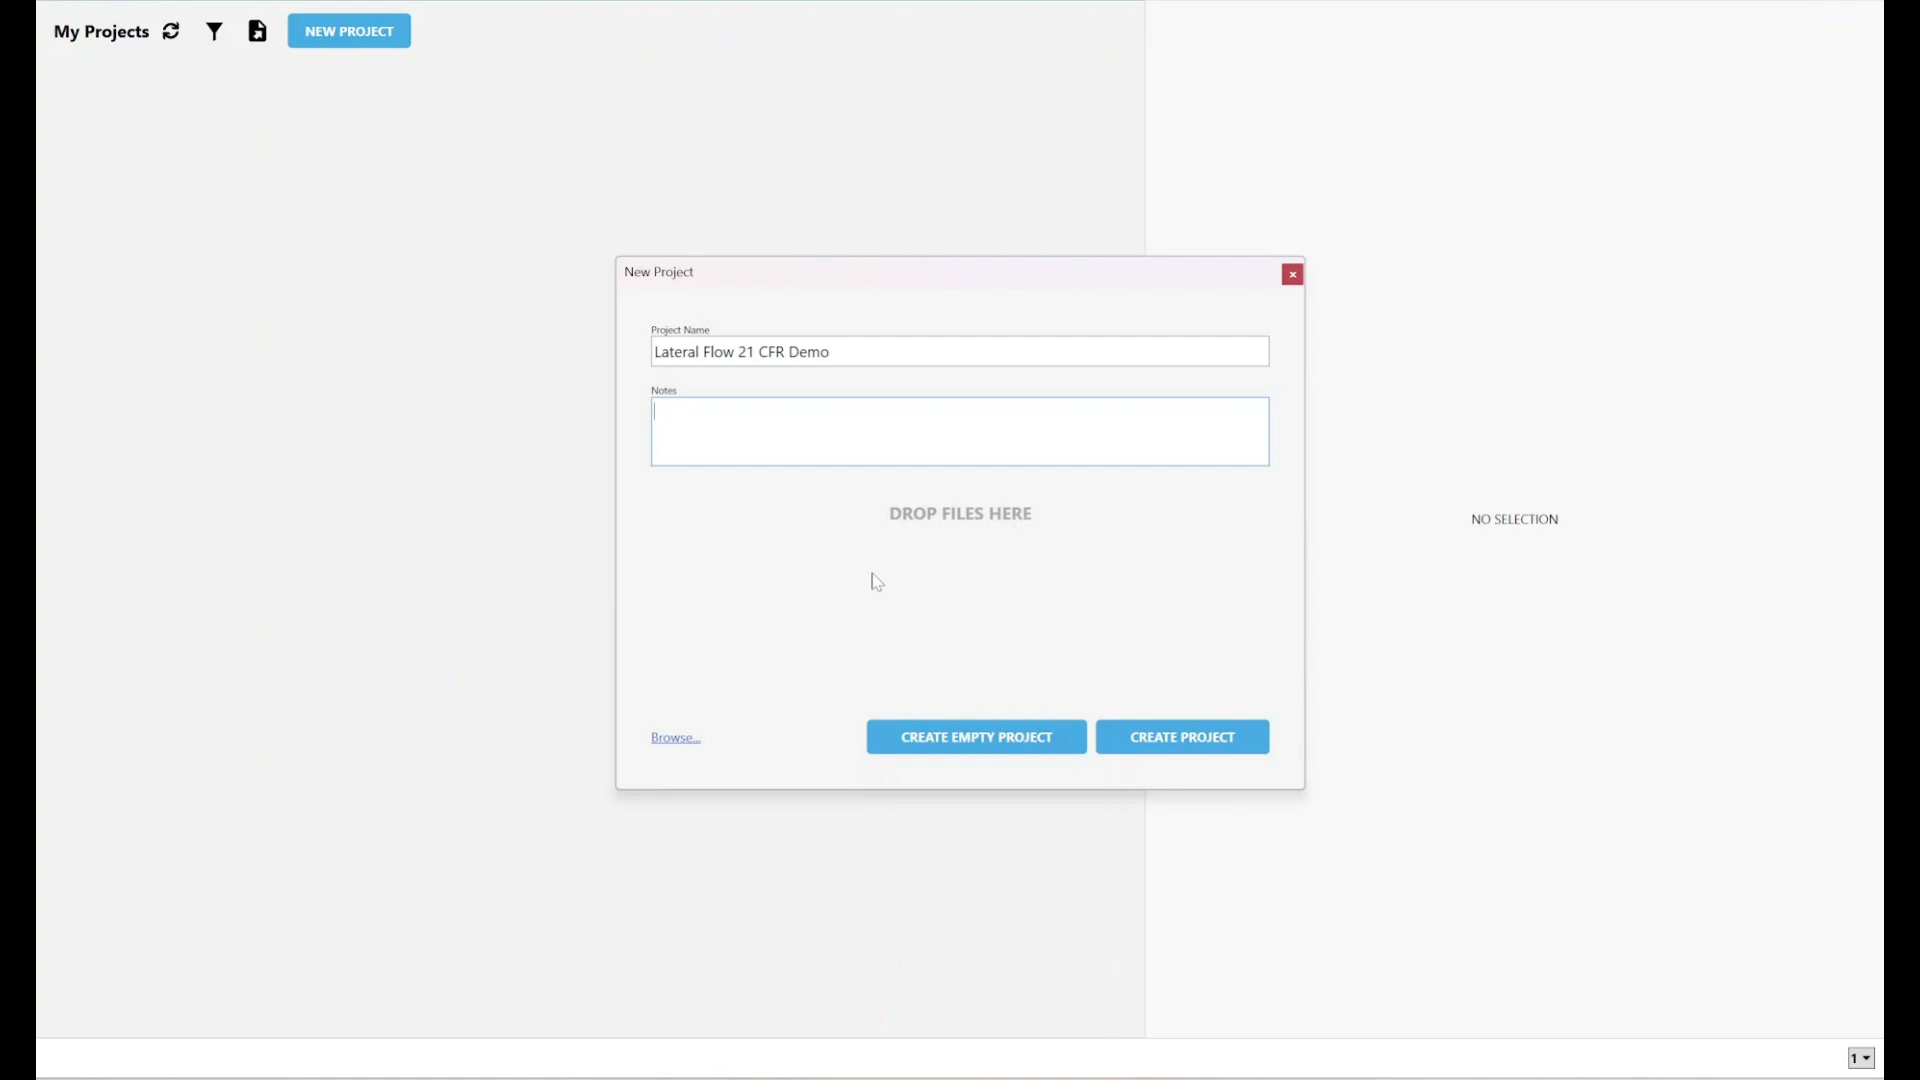 My Projects
NEW PROJECT
New Project
Project Name
Lateral Flow 21 CFR Demo
Notes
DROP FILES HERE
NO SELECTION
Browse...
CREATE EMPTY PROJECT
CREATE PROJECT
1